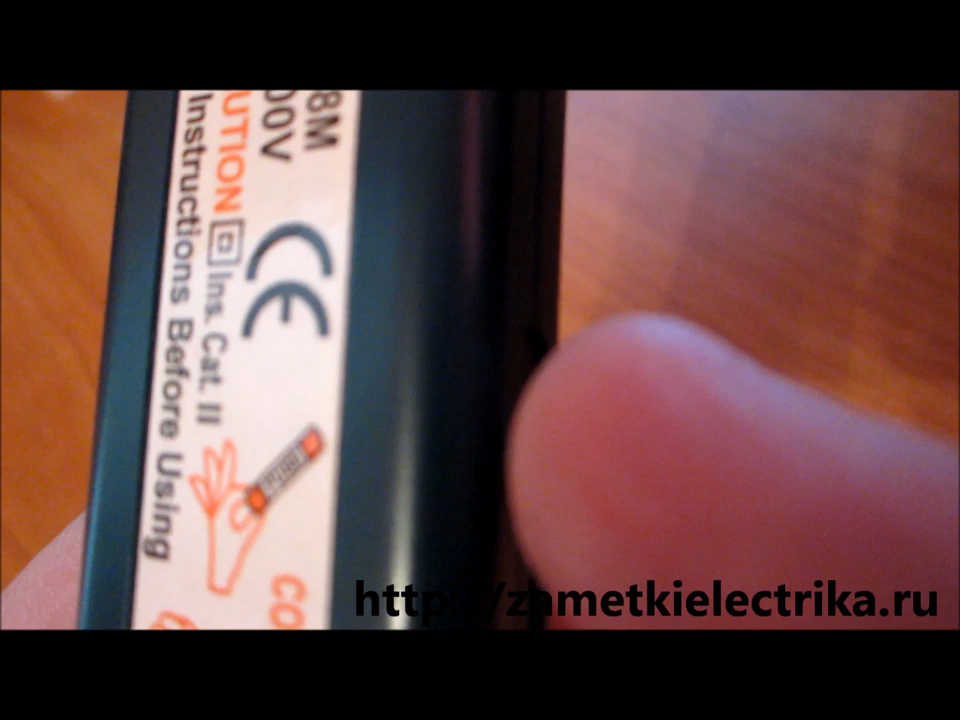 8M
00V
CE
UTION Ins. Cat. II
Instructions Before Using
CO
http://zametkielectrika.ru